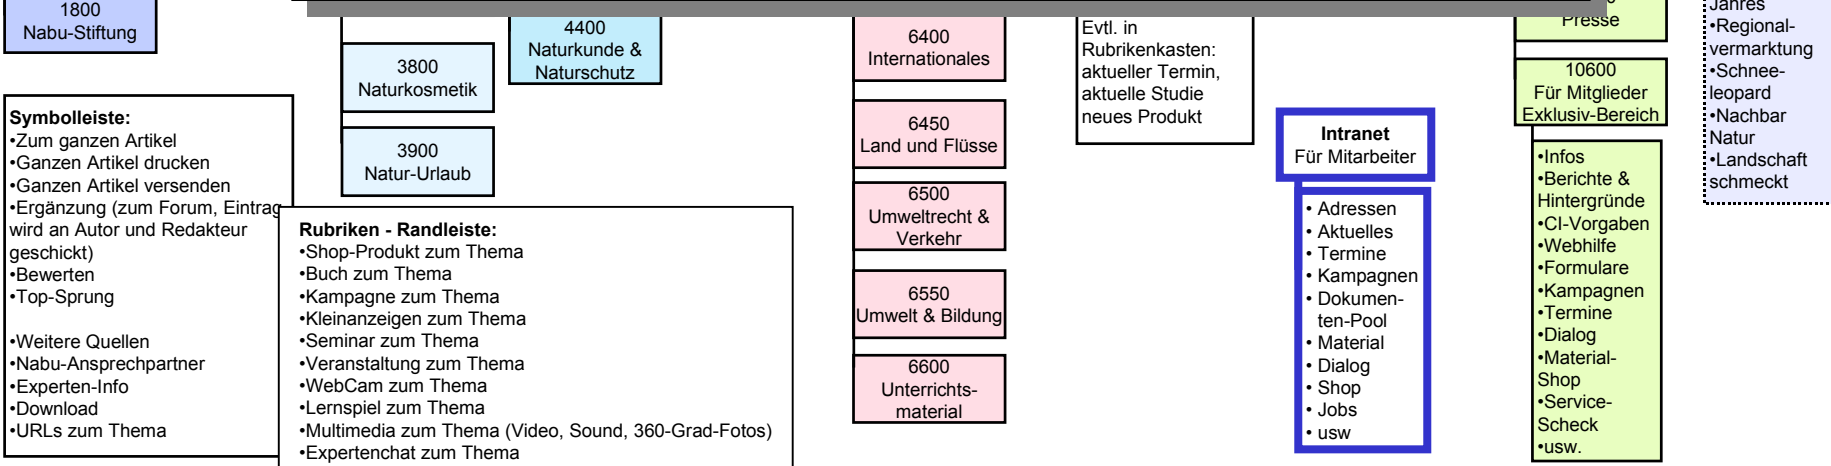 1800
Nabu-Stiftung
Symbolleiste:
•Zum ganzen Artikel
•Ganzen Artikel drucken
•Ganzen Artikel versenden
•Ergänzung (zum Forum, Eintrag
wird an Autor und Redakteur
geschickt)
•Bewerten
•Top-Sprung
•Weitere Quellen
•Nabu-Ansprechpartner
•Experten-Info
•Download
•URLs zum Thema
3800
Naturkosmetik
3900
Natur-Urlaub
4400
Naturkunde &
Naturschutz
Rubriken - Randleiste:
•Shop-Produkt zum Thema
•Buch zum Thema
•Kampagne zum Thema
•Kleinanzeigen zum Thema
•Seminar zum Thema
•Veranstaltung zum Thema
•WebCam zum Thema
•Lernspiel zum Thema
•Multimedia zum Thema (Video, Sound, 360-Grad-Fotos)
•Expertenchat zum Thema
6400
Internationales
6450
Land und Flüsse
6500
Umweltrecht &
Verkehr
6550
Umwelt & Bildung
6600
Unterrichts-
material
Evtl. in
Rubrikenkasten:
aktueller Termin,
aktuelle Studie
neues Produkt
Intranet
Für Mitarbeiter
• Adressen
• Aktuelles
• Termine
• Kampagnen
• Dokumen-
ten-Pool
• Material
• Dialog
• Shop
• Jobs
• usw
Presse
10600
Für Mitglieder
Exklusiv-Bereich
•Infos
•Berichte &
Hintergründe
•CI-Vorgaben
•Webhilfe
•Formulare
•Kampagnen
•Termine
•Dialog
•Material-
Shop
•Service-
Scheck
•usw.
Jahres
•Regional-
vermarktung
•Schnee-
leopard
•Nachbar
Natur
•Landschaft
schmeckt